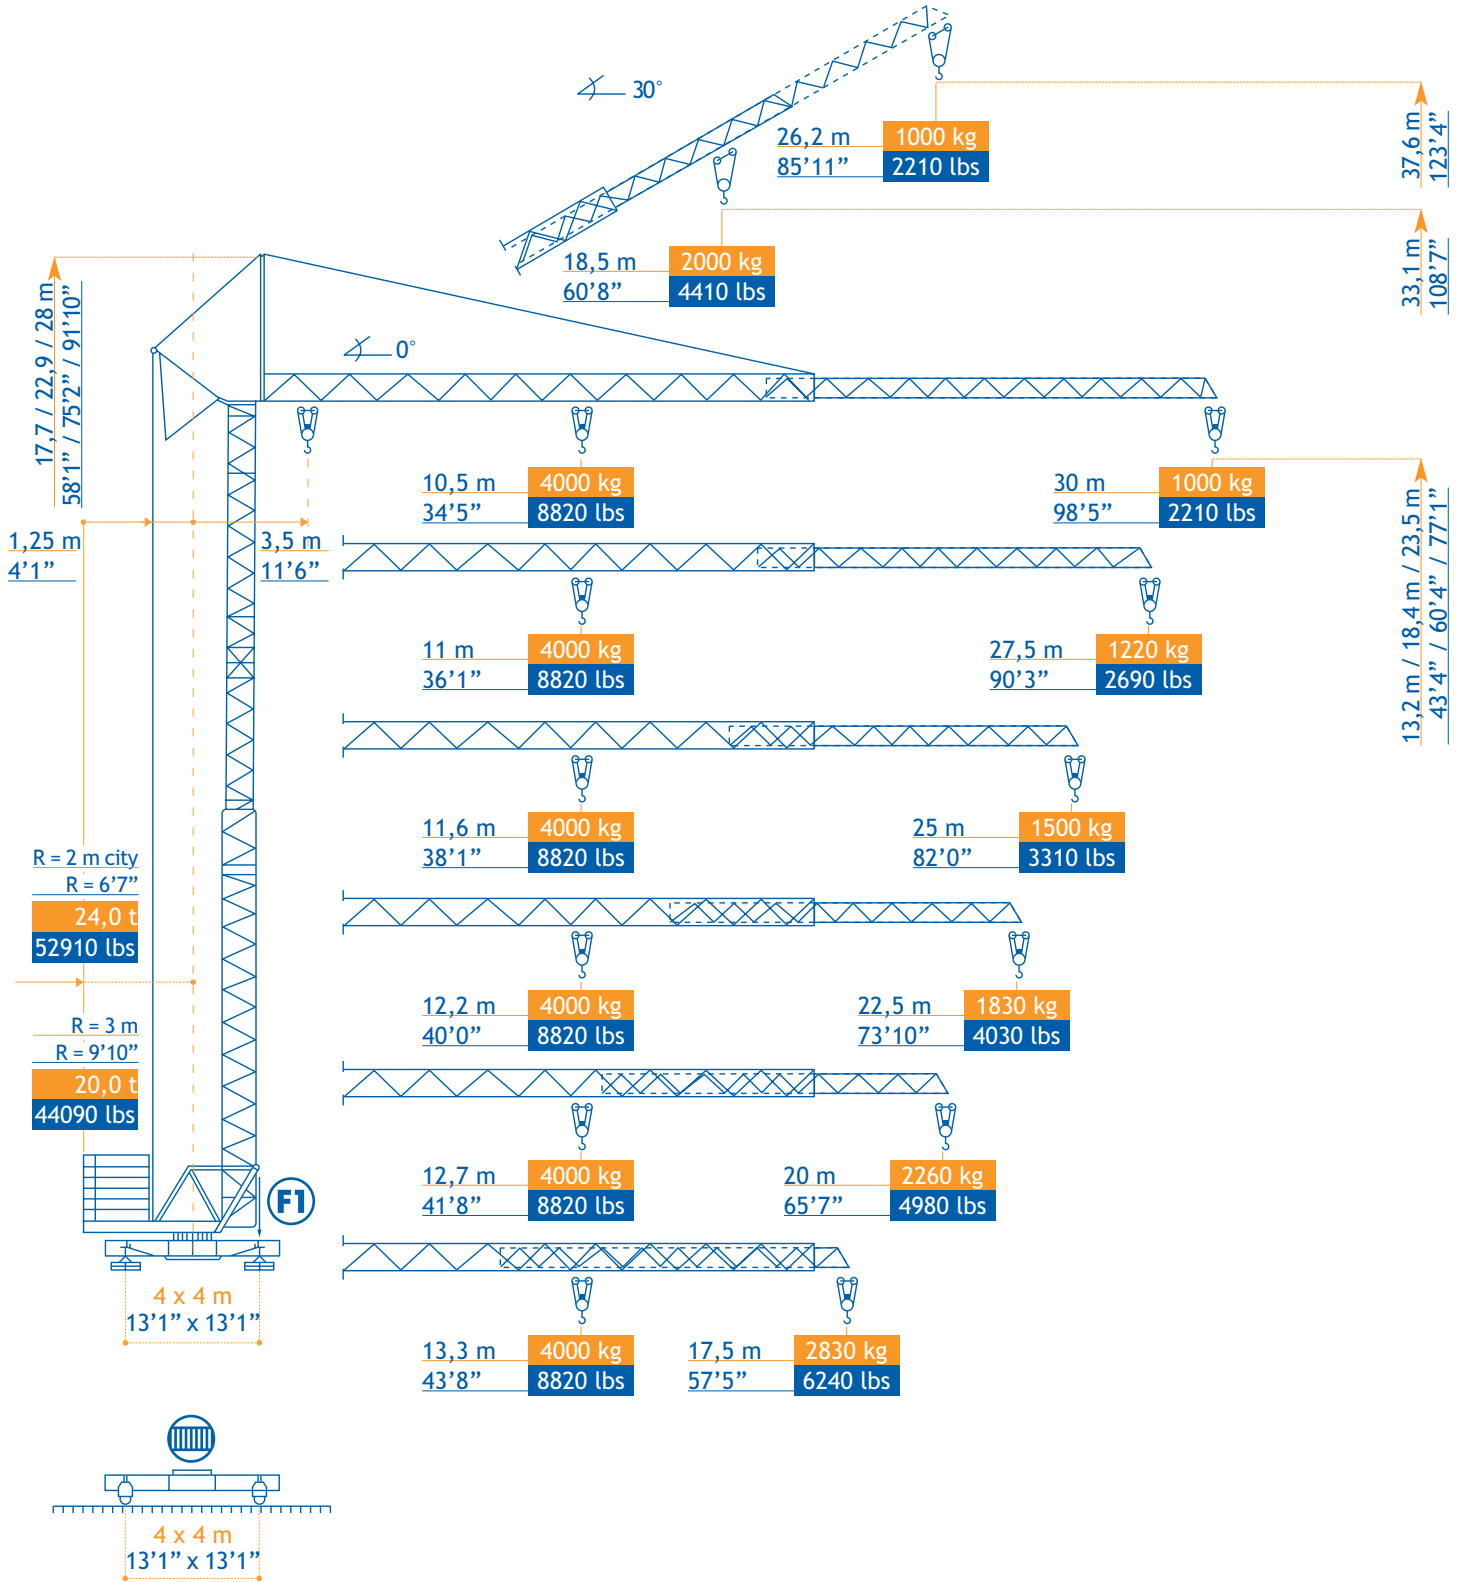 30°
26,2 m
1000 kg
85’11”
2210 lbs
37,6 m
123’4”
18,5 m
2000 kg
60’8”
4410 lbs
33,1 m
108’7”
17,7 / 22,9 / 28 m
58’1” / 75’2” / 91’10”
0°
10,5 m
4000 kg
34’5”
8820 lbs
30 m
1000 kg
98’5”
2210 lbs
13,2 m / 18,4 m / 23,5 m
43’4” / 60’4” / 77’1”
1,25 m
4’1”
3,5 m
11’6”
11 m
4000 kg
36’1”
8820 lbs
27,5 m
1220 kg
90’3”
2690 lbs
11,6 m
4000 kg
38’1”
8820 lbs
25 m
1500 kg
82’0”
3310 lbs
R = 2 m city
R = 6’7”
24,0 t
52910 lbs
12,2 m
4000 kg
40’0”
8820 lbs
22,5 m
1830 kg
73’10”
4030 lbs
R = 3 m
R = 9’10”
20,0 t
44090 lbs
12,7 m
4000 kg
41’8”
8820 lbs
20 m
2260 kg
65’7”
4980 lbs
F1
4 x 4 m
13’1” x 13’1”
13,3 m
4000 kg
43’8”
8820 lbs
17,5 m
2830 kg
57’5”
6240 lbs
4 x 4 m
13’1” x 13’1”